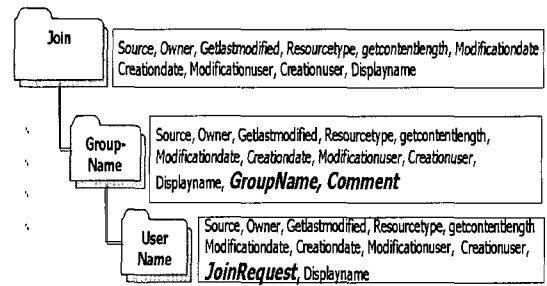 Join
Source, Owner, Getlastmodified, Resourcetype, getcontentlength, Modificationdate
Creationdate, Modificationuser, Creationuser, Displayname
Group-
Name
Source, Owner, Getlastmodified, Resourcetype, getcontentlength,
Modificationdate, Creationdate, Modificationuser, Creationuser,
Displayname, GroupName, Comment
User
Name
Source, Owner, Getlastmodified, Resourcetype, getcontentlength
Modificationdate, Creationdate, Modificationuser, Creationuser,
JoinRequest, Displayname